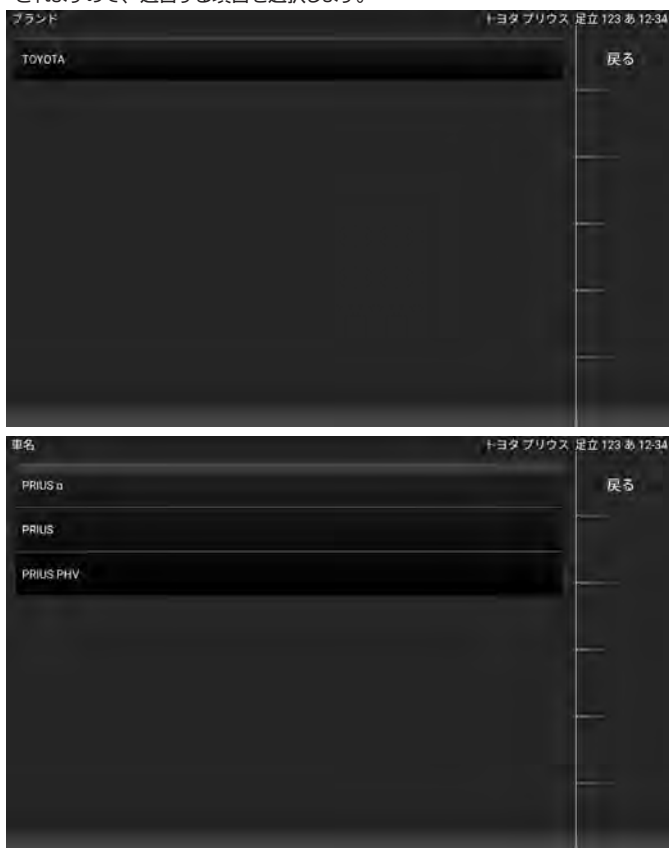 ブランド
トヨタ プリウス 足立 123 あ 12-34
TOYOTA
戻る
車名
トヨタ プリウス 足立 123 あ 12-34
PRIUS α
戻る
PRIUS
PRIUS PHV